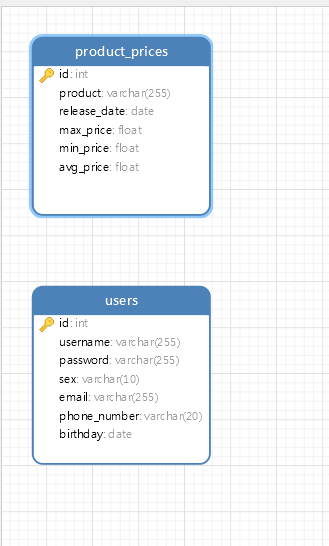 product_prices
id: int
product: varchar(255)
release_date: date
max_price: float
min_price: float
avg_price: float
users
id: int
username: varchar(255)
password: varchar(255)
sex: varchar(10)
email: varchar(255)
phone_number: varchar(20)
birthday: date